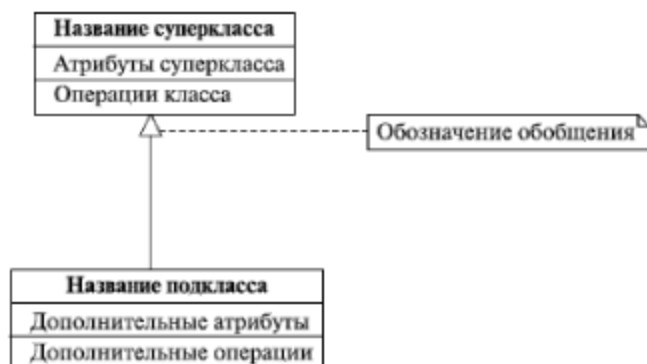 Название суперкласса
Атрибуты суперкласса
Операции класса
Обозначение обобщения
Название подкласса
Дополнительные атрибуты
Дополнительные операции